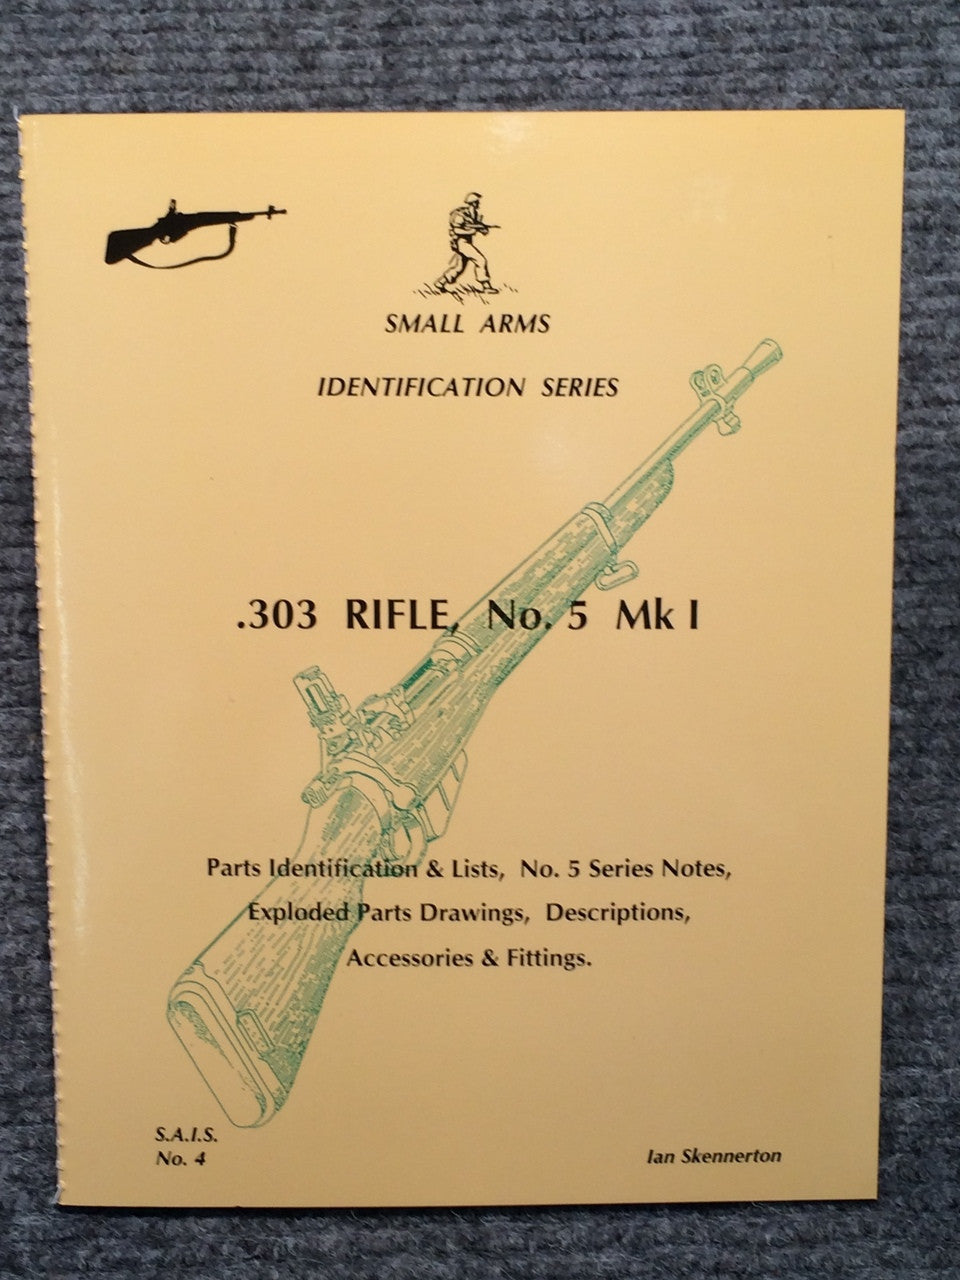 SMALL ARMS
IDENTIFICATION SERIES
.303 RIFLE, No. 5 Mk I
Parts Identification & Lists, No. 5 Series Notes,
Exploded Parts Drawings, Descriptions,
Accessories & Fittings.
S.A.I.S.
No. 4
Ian Skennerton